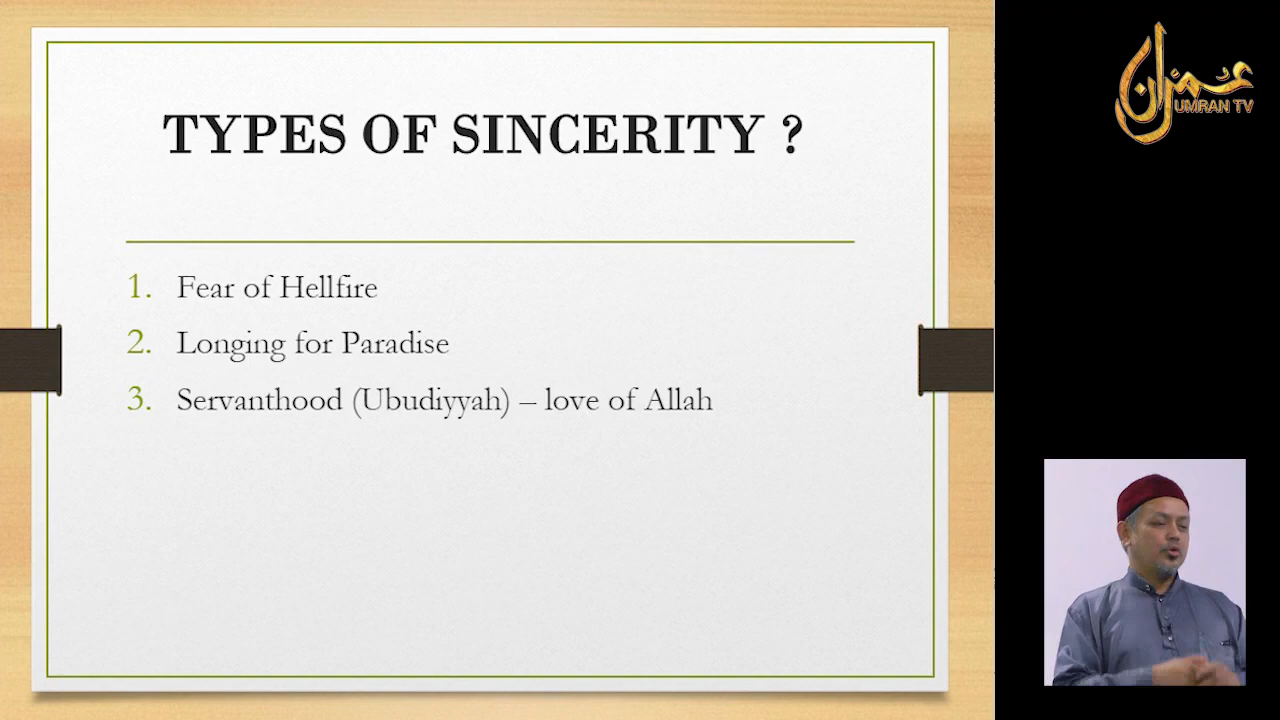 TYPES OF SINCERITY ?
1. Fear of Hellfire
2. Longing for Paradise
3. Servanthood (Ubudiyyah) – love of Allah
عمران
UMRAN TV